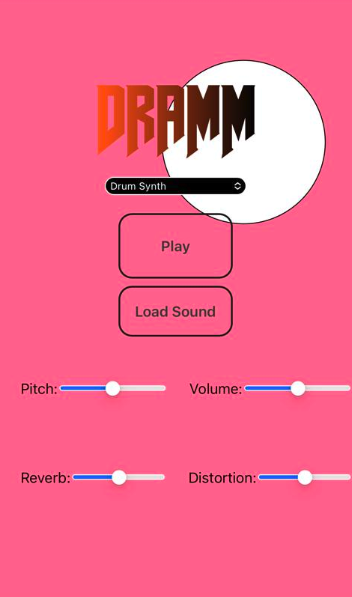 DRAMM
Drum Synth
Play
Load Sound
Pitch: Volume:
Reverb: Distortion: